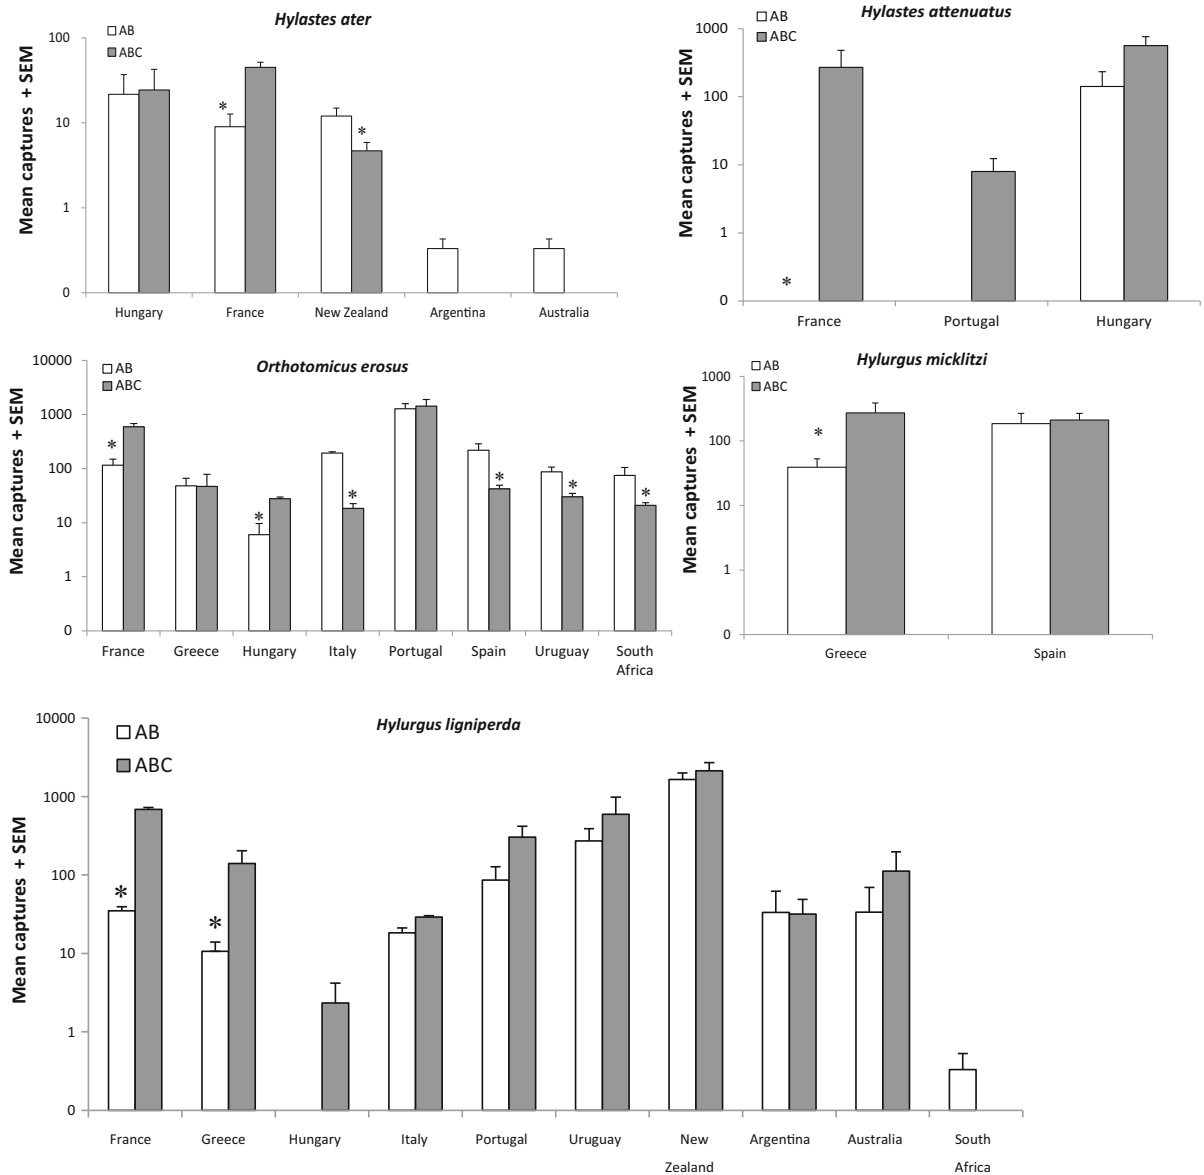 Hylastes ater
AB
ABC
Mean captures + SEM
100
10
1
0
Hungary France New Zealand Argentina Australia
* *
Hylastes attenuatus
AB
ABC
Mean captures + SEM
1000
100
10
1
0
*
France Portugal Hungary
Orthotomicus erosus
AB
ABC
Mean captures + SEM
10000
1000
100
10
1
0
* * * * * *
France Greece Hungary Italy Portugal Spain Uruguay South
Africa
Hylurgus micklitzi
AB
ABC
Mean captures + SEM
1000
100
10
1
0
*
Greece Spain
Hylurgus ligniperda
AB
ABC
Mean captures + SEM
10000
1000
100
10
1
0
* *
France Greece Hungary Italy Portugal Uruguay New Argentina Australia South
Zealand Africa